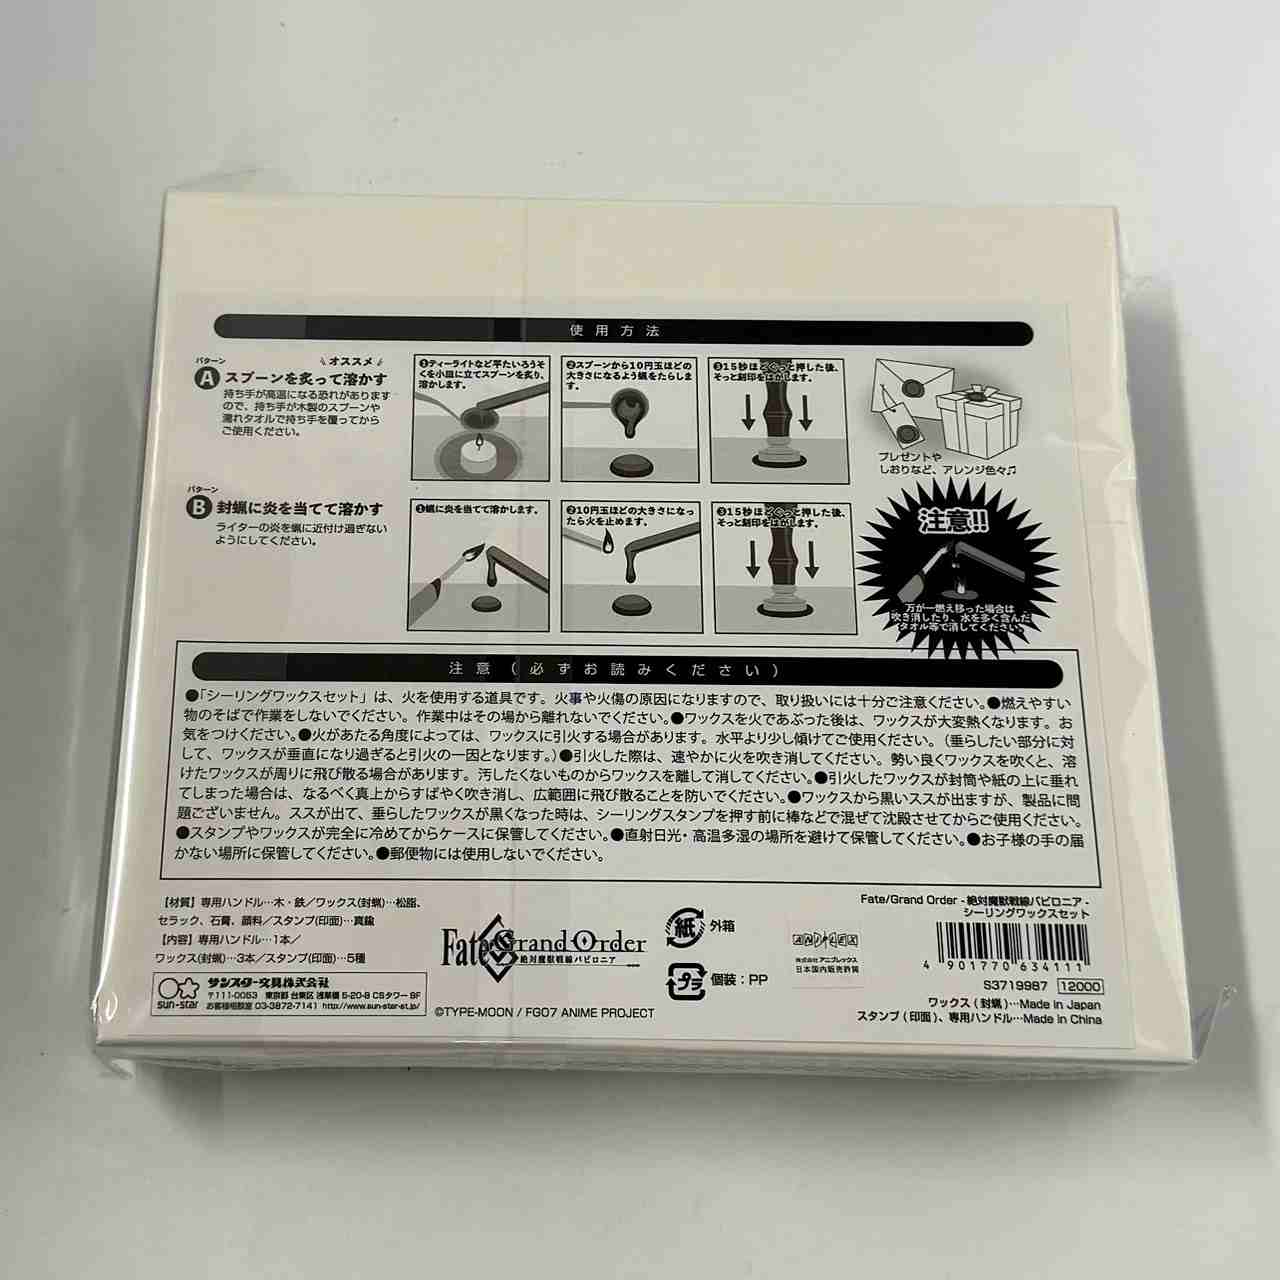 使用方法
パターン
A スプーンを炙って溶かす
オススメ
持ち手が高温になる恐れがあります
ので、持ち手が木製のスプーンや
濡れタオルで持ち手を覆ってから
ご使用ください。
①ティーライトなど平たいろうそ
くを小皿に立てスプーンを炙り、
溶かします。
②スプーンから10円玉ほどの
大きさになるよう蝋をたらしま
す。
③15秒ほどぐっと押した後、
そっと刻印をはがします。
プレゼントや
しおりなど、アレンジ色々♫
パターン
B 封蝋に炎を当てて溶かす
ライターの炎を蝋に近付け過ぎない
ようにしてください。
①蝋に炎を当てて溶かします。
②10円玉ほどの大きさになっ
たら火を止めます。
③15秒ほどぐっと押した後、
そっと刻印をはがします。
注意!!
万が一燃え移った場合は
吹き消したり、水を多く含んだ
タオル等で消してください。
注意(必ずお読みください)
●「シーリングワックスセット」は、火を使用する道具です。火事や火傷の原因になりますので、取り扱いには十分ご注意ください。●燃えやすい
物のそばで作業をしないでください。作業中はその場から離れないでください。●ワックスを火であぶった後は、ワックスが大変熱くなります。お
気をつけください。●火があたる角度によっては、ワックスに引火する場合があります。水平より少し傾けてご使用ください。(垂らしたい部分に対
して、ワックスが垂直になり過ぎると引火の一因となります。)●引火した際は、速やかに火を吹き消してください。勢い良くワックスを吹くと、溶
けたワックスが周りに飛び散る場合があります。汚したくないものからワックスを離して消してください。●引火したワックスが封筒や紙の上に垂れ
てしまった場合は、なるべく真上からすばやく吹き消し、広範囲に飛び散ることを防いでください。●ワックスから黒いススが出ますが、製品に問
題ございません。ススが出て、垂らしたワックスが黒くなった時は、シーリングスタンプを押す前に棒などで混ぜて沈殿させてからご使用ください。
●スタンプやワックスが完全に冷めてからケースに保管してください。●直射日光・高温多湿の場所を避けて保管してください。●お子様の手の届
かない場所に保管してください。●郵便物には使用しないでください。
【材質】専用ハンドル…木・鉄/ワックス(封蝋)…松脂、
セラック、石膏、顔料/スタンプ(印面)…真鍮
【内容】専用ハンドル…1本/
ワックス(封蝋)…3本/スタンプ(印面)…5種
sun-star
サンスター文具株式会社
〒111-0053 東京都 台東区 浅草橋 5-20-8 CSタワー 9F
お客様相談室 03-3872-7141 http://www.sun-star-st.jp/
Fate/Grand Order
絶対魔獣戦線バビロニア
©TYPE-MOON / FGO7 ANIME PROJECT
紙 外箱
プラ 個装:PP
ANIPLEX
株式会社アニプレックス
日本国内販売許諾
Fate/Grand Order -絶対魔獣戦線バビロニア-
シーリングワックスセット
4 901770 634111
S3719987 12000
ワックス(封蝋)…Made in Japan
スタンプ(印面)、専用ハンドル…Made in China